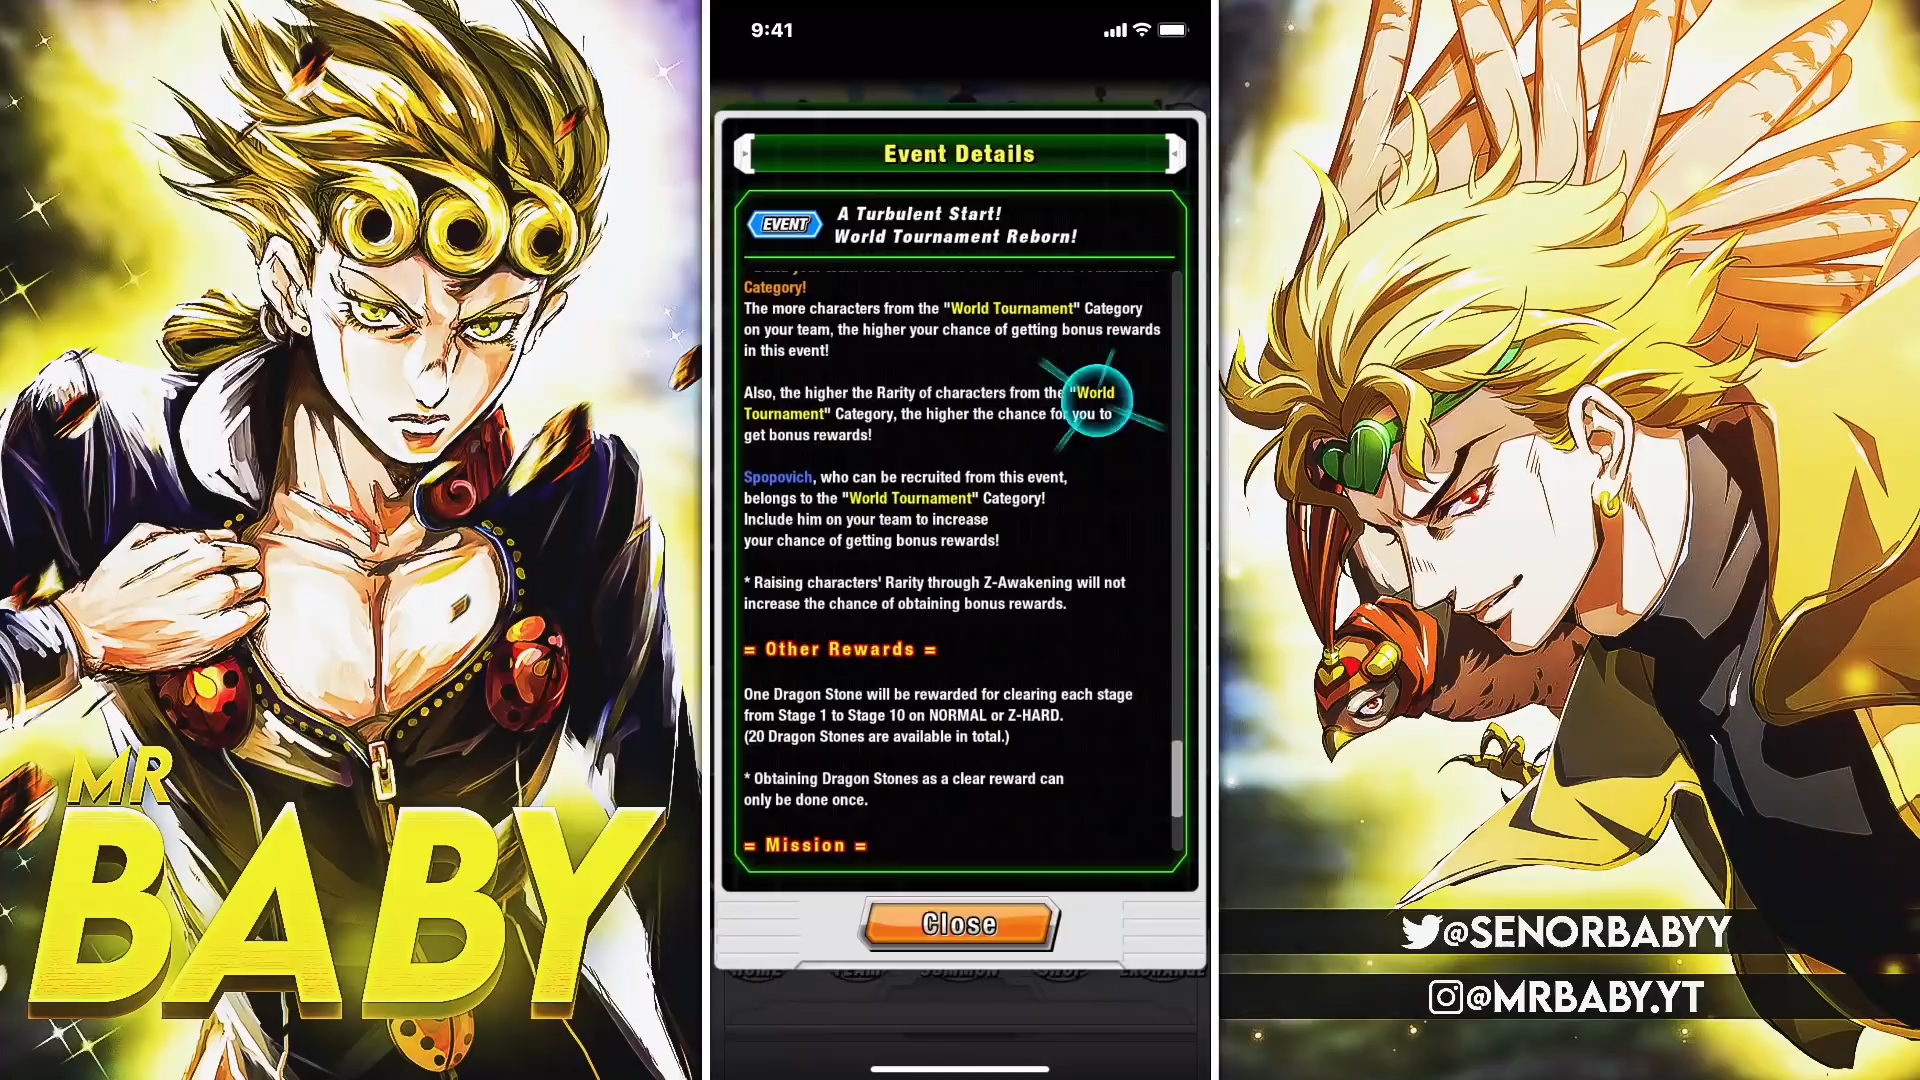 9:41
Event Details
EVENT
A Turbulent Start!
World Tournament Reborn!
Category!
The more characters from the "World Tournament" Category
on your team, the higher your chance of getting bonus rewards
in this event!
Also, the higher the Rarity of characters from the "World
Tournament" Category, the higher the chance for you to
get bonus rewards!
Spopovich, who can be recruited from this event,
belongs to the "World Tournament" Category!
Include him on your team to increase
your chance of getting bonus rewards!
* Raising characters' Rarity through Z-Awakening will not
increase the chance of obtaining bonus rewards.
= Other Rewards =
One Dragon Stone will be rewarded for clearing each stage
from Stage 1 to Stage 10 on NORMAL or Z-HARD.
(20 Dragon Stones are available in total.)
* Obtaining Dragon Stones as a clear reward can
only be done once.
= Mission =
Close
MR
BABY
@SENORBABYY
@MRBABY.YT